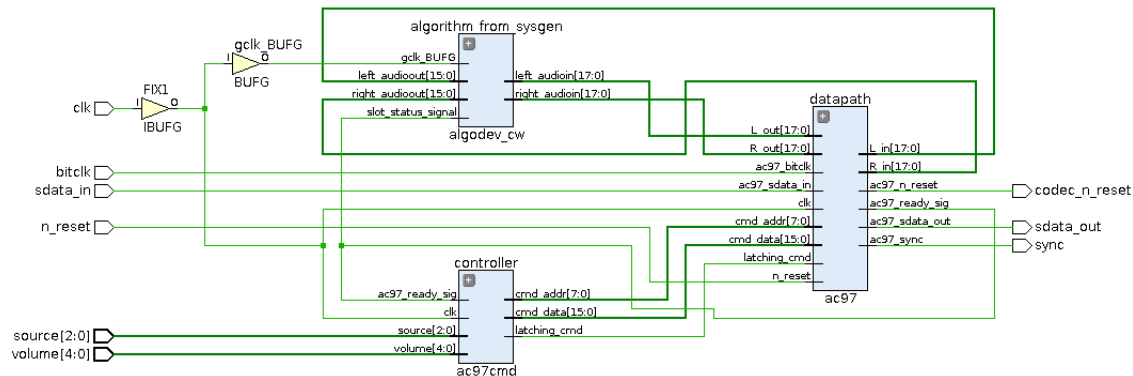 algorithm_from_sysgen
gclk_BUFG
I
O
BUFG
gclk_BUFG
left_audioout[15:0]
right_audioout[15:0]
slot_status_signal
left_audioin[17:0]
right_audioin[17:0]
algodev_cw
FIX1
clk
I
O
IBUFG
datapath
L_out[17:0]
R_out[17:0]
ac97_bitclk
ac97_sdata_in
clk
cmd_addr[7:0]
cmd_data[15:0]
latching_cmd
n_reset
L_in[17:0]
R_in[17:0]
ac97_n_reset
ac97_ready_sig
ac97_sdata_out
ac97_sync
ac97
bitclk
sdata_in
n_reset
codec_n_reset
sdata_out
sync
controller
ac97_ready_sig
clk
source[2:0]
volume[4:0]
cmd_addr[7:0]
cmd_data[15:0]
latching_cmd
ac97cmd
source[2:0]
volume[4:0]